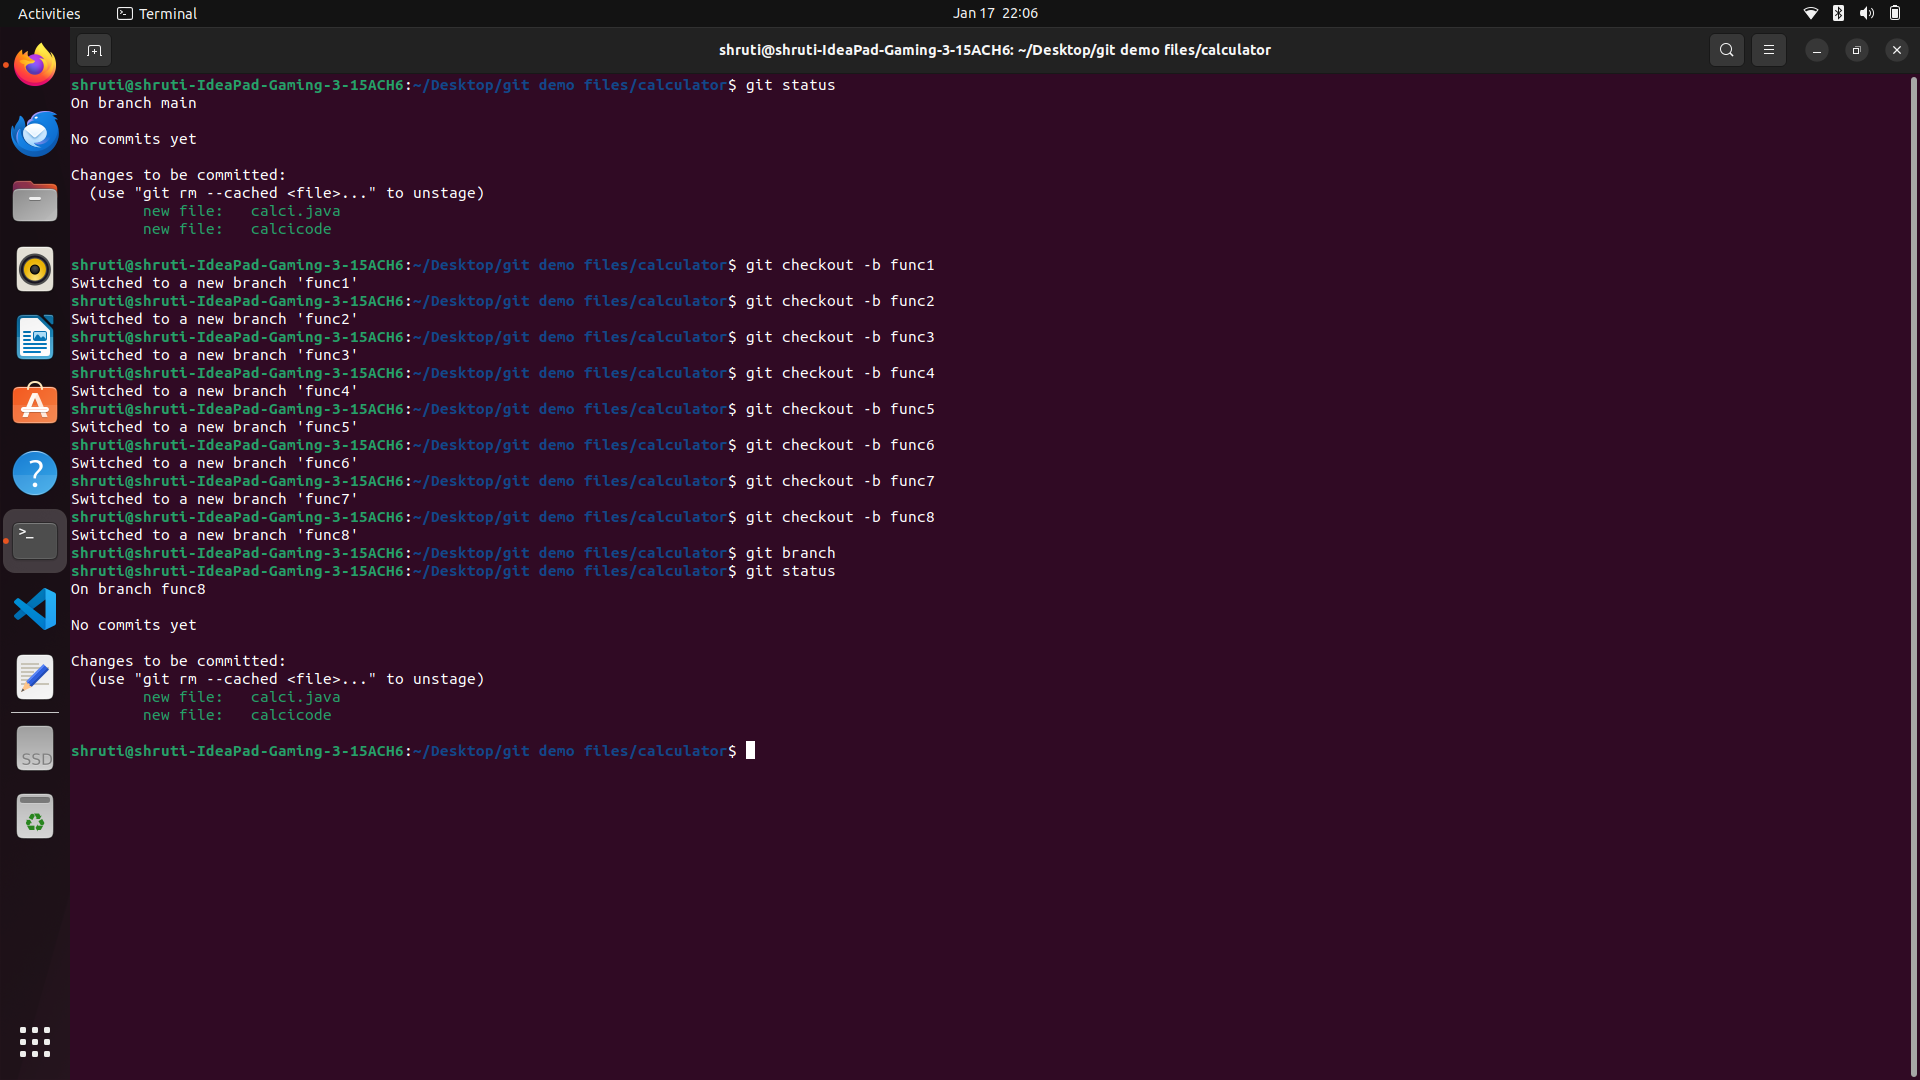 Activities Terminal Jan 17 22:06
shruti@shruti-IdeaPad-Gaming-3-15ACH6: ~/Desktop/git demo files/calculator
shruti@shruti-IdeaPad-Gaming-3-15ACH6:~/Desktop/git demo files/calculator$ git status
On branch main
No commits yet
Changes to be committed:
  (use "git rm --cached <file>..." to unstage)
        new file:   calci.java
        new file:   calcicode
shruti@shruti-IdeaPad-Gaming-3-15ACH6:~/Desktop/git demo files/calculator$ git checkout -b func1
Switched to a new branch 'func1'
shruti@shruti-IdeaPad-Gaming-3-15ACH6:~/Desktop/git demo files/calculator$ git checkout -b func2
Switched to a new branch 'func2'
shruti@shruti-IdeaPad-Gaming-3-15ACH6:~/Desktop/git demo files/calculator$ git checkout -b func3
Switched to a new branch 'func3'
shruti@shruti-IdeaPad-Gaming-3-15ACH6:~/Desktop/git demo files/calculator$ git checkout -b func4
Switched to a new branch 'func4'
shruti@shruti-IdeaPad-Gaming-3-15ACH6:~/Desktop/git demo files/calculator$ git checkout -b func5
Switched to a new branch 'func5'
shruti@shruti-IdeaPad-Gaming-3-15ACH6:~/Desktop/git demo files/calculator$ git checkout -b func6
Switched to a new branch 'func6'
shruti@shruti-IdeaPad-Gaming-3-15ACH6:~/Desktop/git demo files/calculator$ git checkout -b func7
Switched to a new branch 'func7'
shruti@shruti-IdeaPad-Gaming-3-15ACH6:~/Desktop/git demo files/calculator$ git checkout -b func8
Switched to a new branch 'func8'
shruti@shruti-IdeaPad-Gaming-3-15ACH6:~/Desktop/git demo files/calculator$ git branch
shruti@shruti-IdeaPad-Gaming-3-15ACH6:~/Desktop/git demo files/calculator$ git status
On branch func8
No commits yet
Changes to be committed:
  (use "git rm --cached <file>..." to unstage)
        new file:   calci.java
        new file:   calcicode
shruti@shruti-IdeaPad-Gaming-3-15ACH6:~/Desktop/git demo files/calculator$
SSD